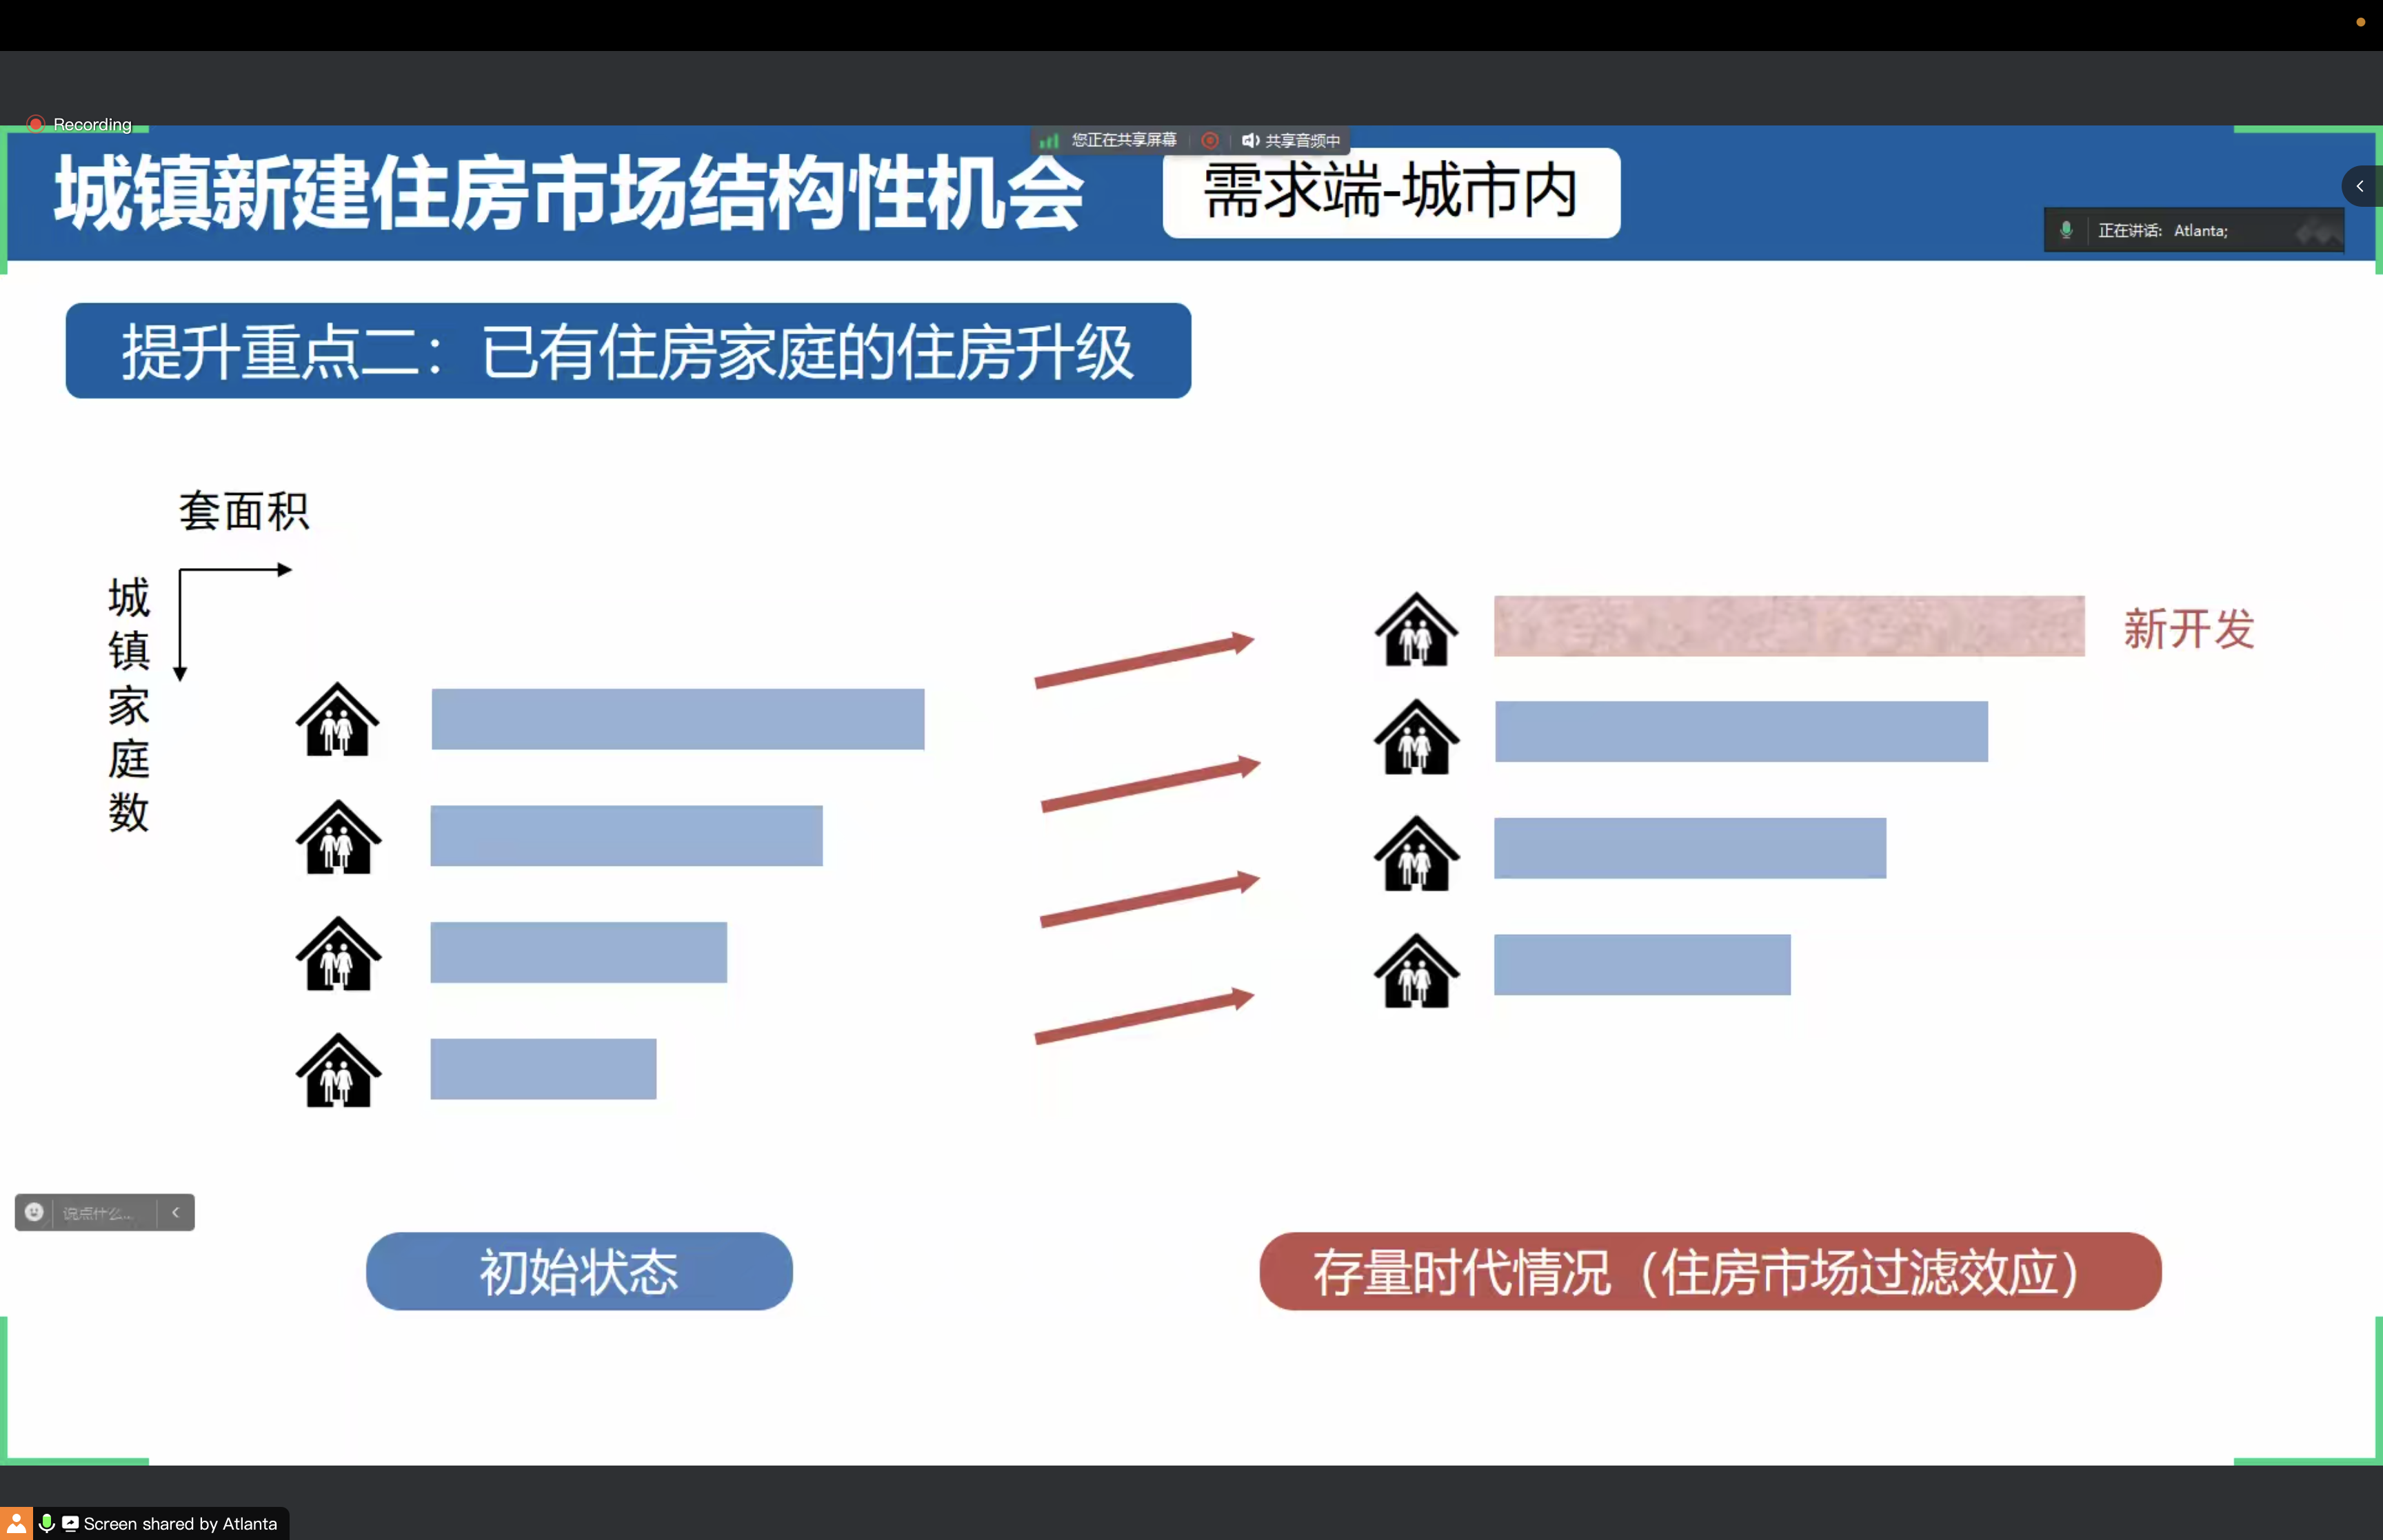 Recording
您正在共享屏幕 共享音频中
城镇新建住房市场结构性机会
需求端-城市内
正在讲话: Atlanta;
提升重点二：已有住房家庭的住房升级
套面积
城镇家庭数
新开发
说点什么...
初始状态
存量时代情况（住房市场过滤效应）
Screen shared by Atlanta